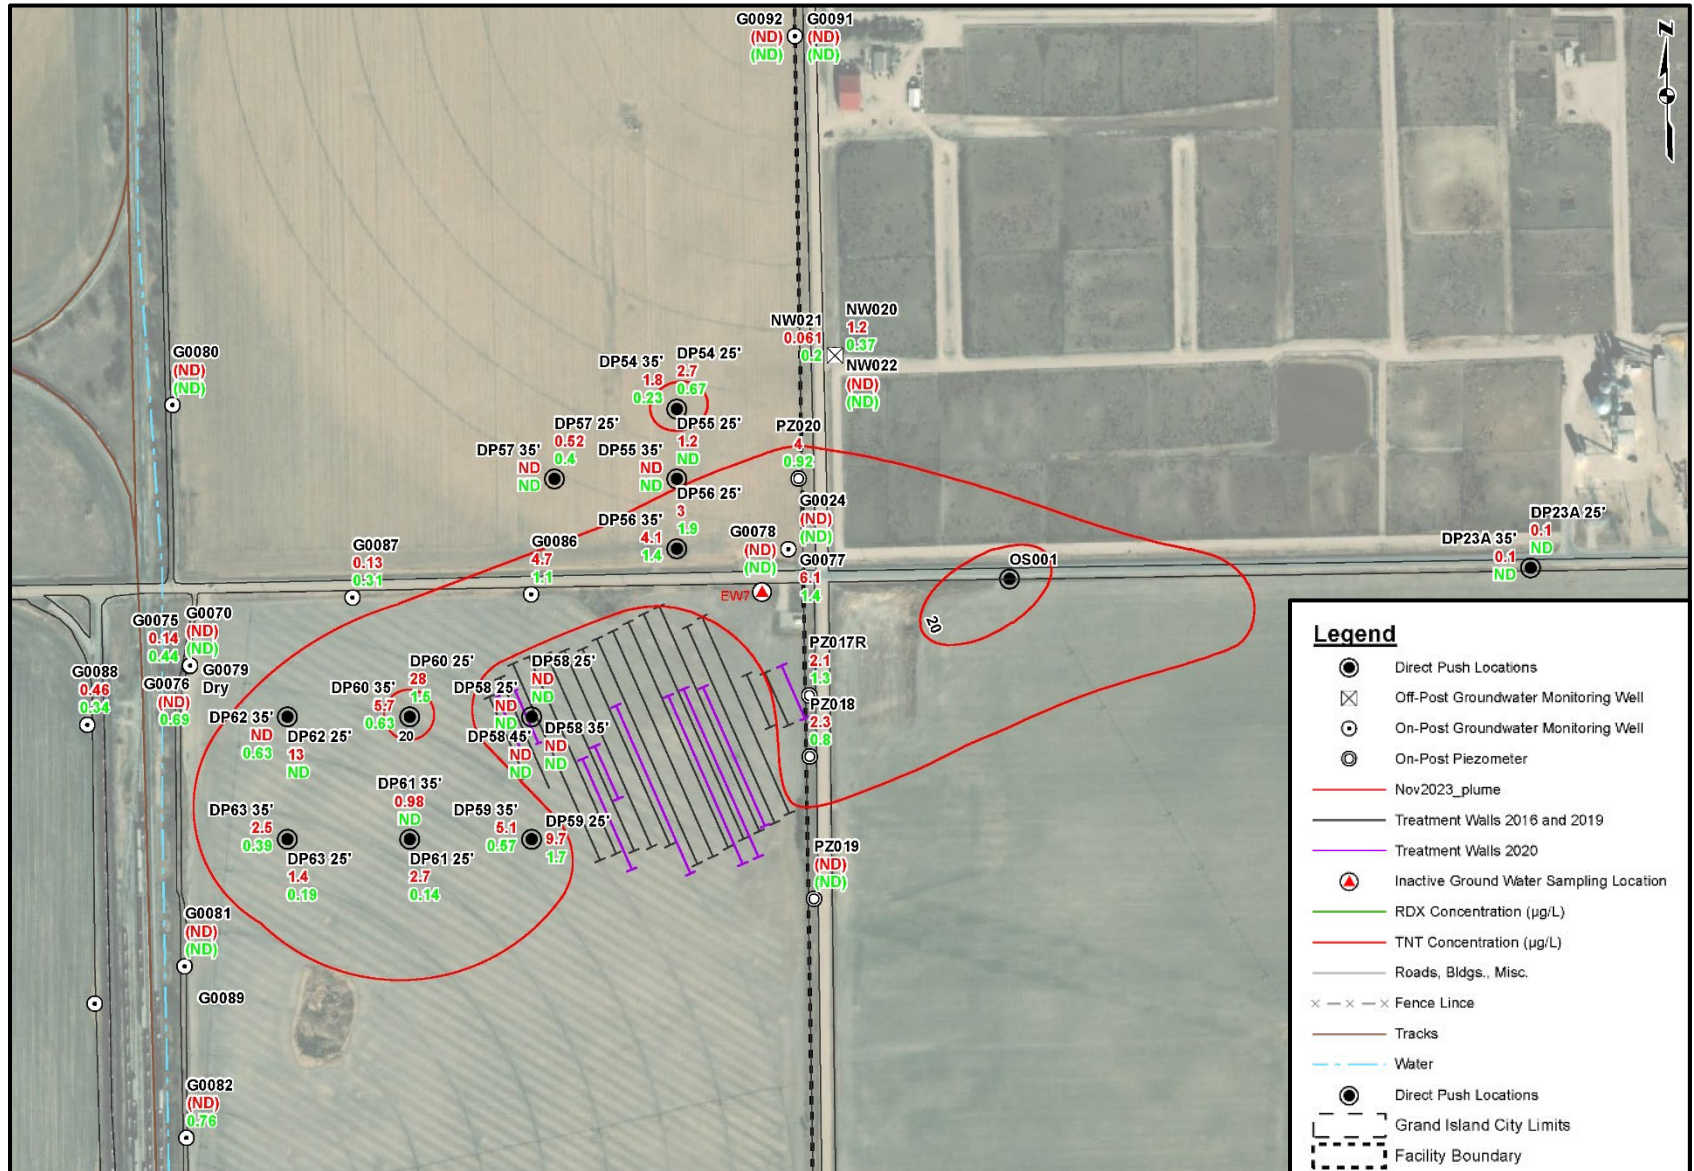 G0092
(ND)
(ND)
G0091
(ND)
(ND)
N
NW021
0.061
0.2
NW020
1.2
0.37
NW022
(ND)
(ND)
G0080
(ND)
(ND)
DP54 35'
1.8
0.23
DP54 25'
2.7
0.67
DP57 35'
ND
ND
DP57 25'
0.52
0.4
DP55 35'
ND
ND
DP55 25'
1.2
ND
PZ020
4
0.92
DP56 35'
4.1
1.4
DP56 25'
3
1.9
G0024
(ND)
(ND)
G0078
(ND)
(ND)
G0077
6.1
1.4
EW7
G0087
0.13
0.31
G0086
4.7
1.1
OS001
20
DP23A 35'
0.1
ND
DP23A 25'
0.1
ND
G0075
0.14
0.44
G0070
(ND)
(ND)
G0079
Dry
G0076
(ND)
0.69
G0088
0.46
0.34
DP60 35'
5.7
0.63
DP60 25'
28
1.5
20
DP58 25'
ND
ND
DP58 25'
ND
ND
DP58 45'
ND
ND
DP58 35'
ND
ND
PZ017R
2.1
1.3
PZ018
2.3
0.8
DP62 35'
ND
0.63
DP62 25'
13
ND
DP63 35'
2.5
0.39
DP63 25'
1.4
0.19
DP61 35'
0.98
ND
DP61 25'
2.7
0.14
DP59 35'
5.1
0.57
DP59 25'
9.7
1.7
PZ019
(ND)
(ND)
G0081
(ND)
(ND)
G0089
G0082
(ND)
0.76
Legend
Direct Push Locations
Off-Post Groundwater Monitoring Well
On-Post Groundwater Monitoring Well
On-Post Piezometer
Nov2023_plume
Treatment Walls 2016 and 2019
Treatment Walls 2020
Inactive Ground Water Sampling Location
RDX Concentration (µg/L)
TNT Concentration (µg/L)
Roads, Bldgs., Misc.
Fence Lince
Tracks
Water
Direct Push Locations
Grand Island City Limits
Facility Boundary